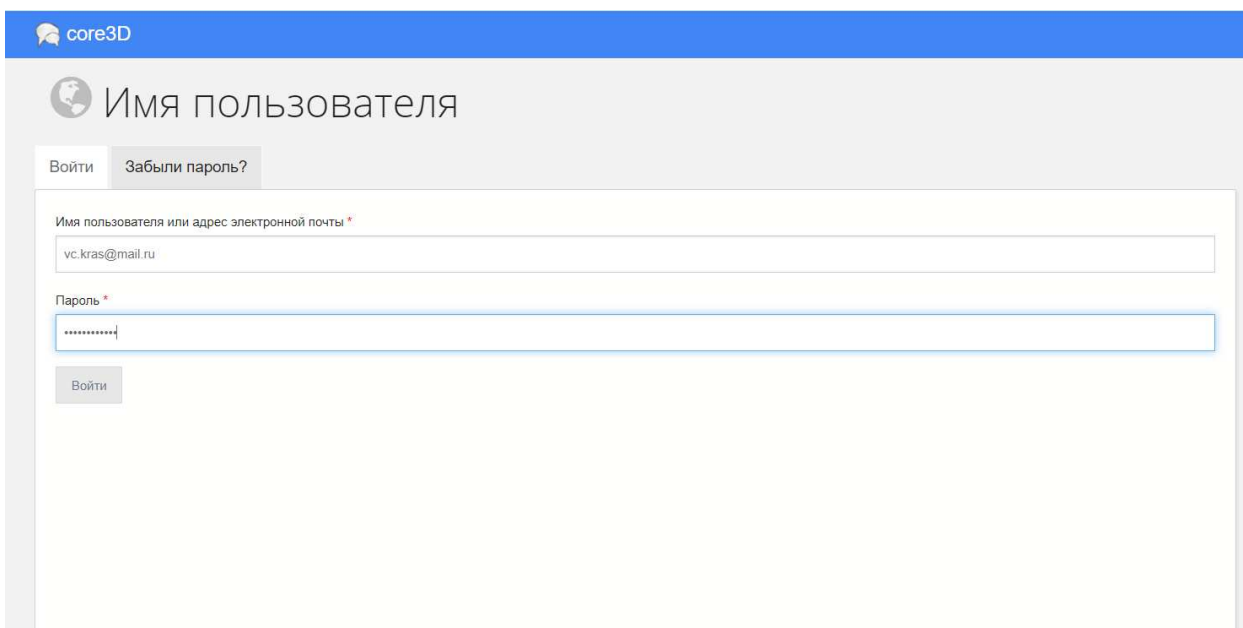 core3D
Имя пользователя
Войти
Забыли пароль?
Имя пользователя или адрес электронной почты *
vc.kras@mail.ru
Пароль *
••••••••••••
Войти